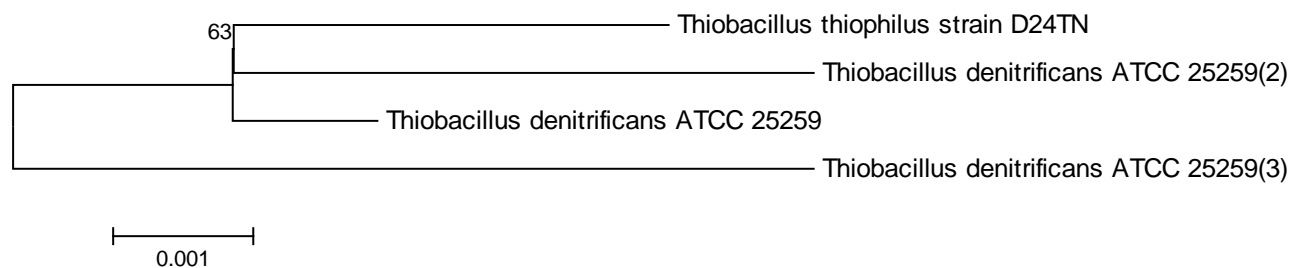 Thiobacillus thiophilus strain D24TN
63
Thiobacillus denitrificans ATCC 25259(2)
Thiobacillus denitrificans ATCC 25259
Thiobacillus denitrificans ATCC 25259(3)
0.001